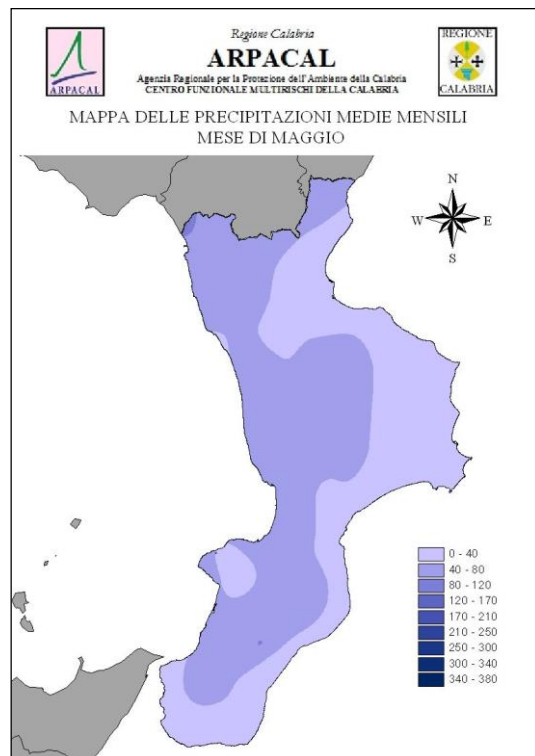 Regione Calabria
ARPACAL
Agenzia Regionale per la Protezione dell'Ambiente della Calabria
CENTRO FUNZIONALE MULTIRISCHI DELLA CALABRIA
ARPACAL
REGIONE
CALABRIA
MAPPA DELLE PRECIPITAZIONI MEDIE MENSILI
MESE DI MAGGIO
N
W E
S
0 - 40
40 - 80
80 - 120
120 - 170
170 - 210
210 - 250
250 - 300
300 - 340
340 - 380